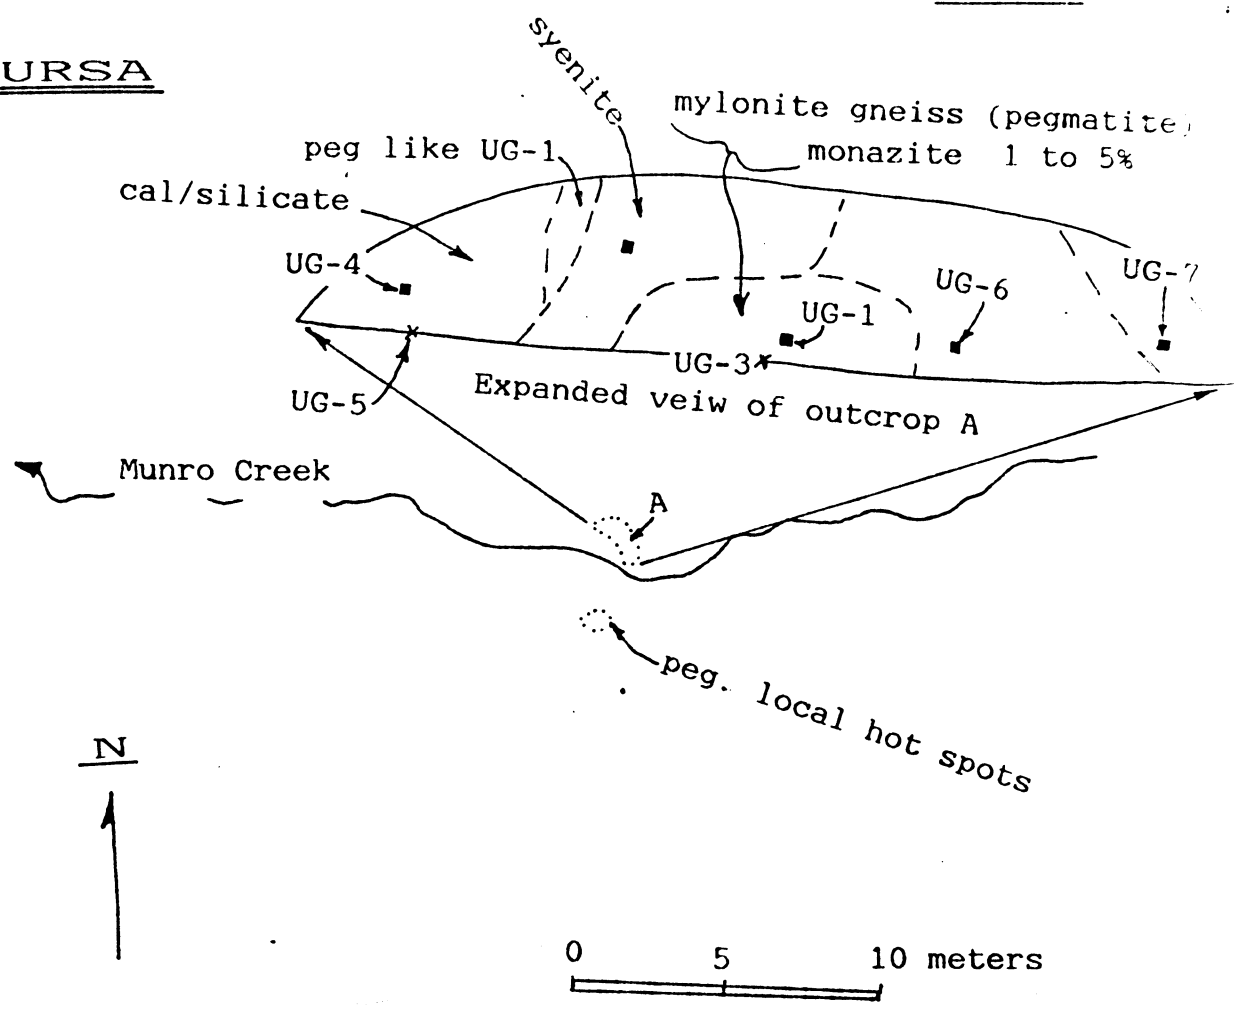 URSA
syenite
mylonite gneiss (pegmatite)
monazite 1 to 5%
peg like UG-1
cal/silicate
UG-4
UG-7
UG-6
UG-1
UG-3
UG-5
Expanded veiw of outcrop A
Munro Creek
A
peg. local hot spots
N
0 5 10 meters